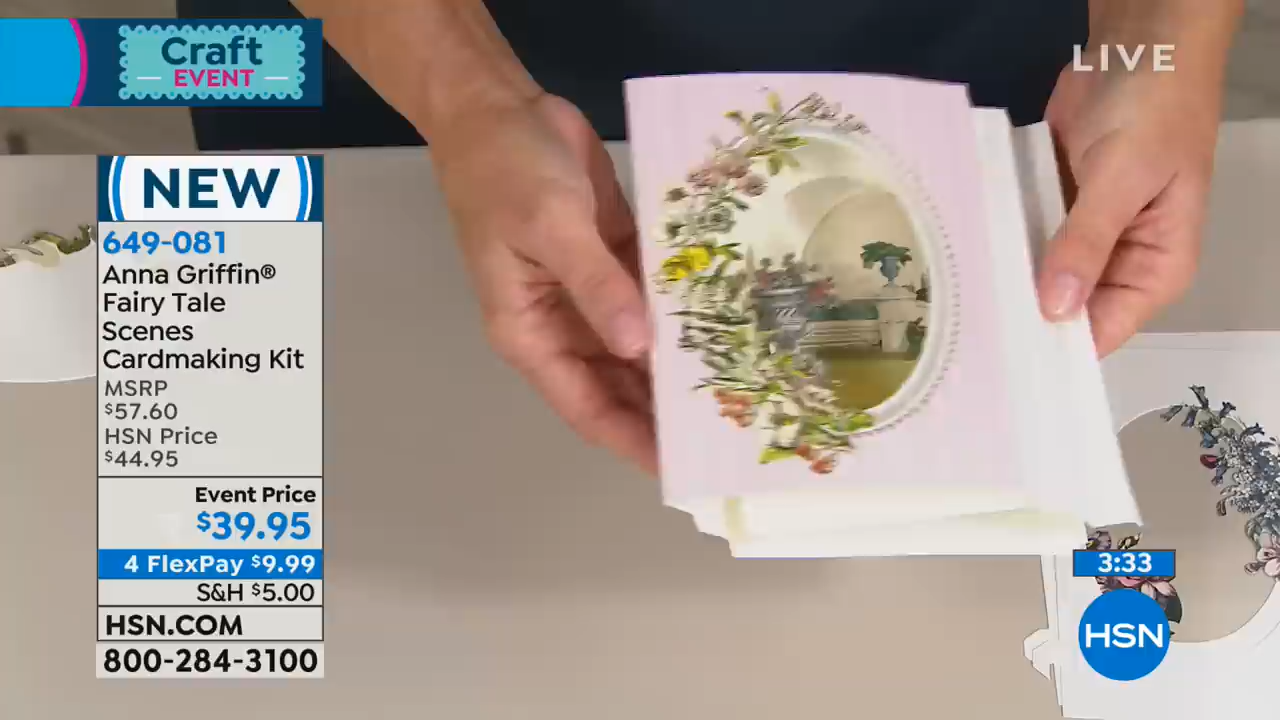 Craft
EVENT
LIVE
NEW
649-081
Anna Griffin®
Fairy Tale
Scenes
Cardmaking Kit
MSRP
$57.60
HSN Price
$44.95
Event Price
$39.95
4 FlexPay $9.99
S&H $5.00
HSN.COM
800-284-3100
3:33
HSN